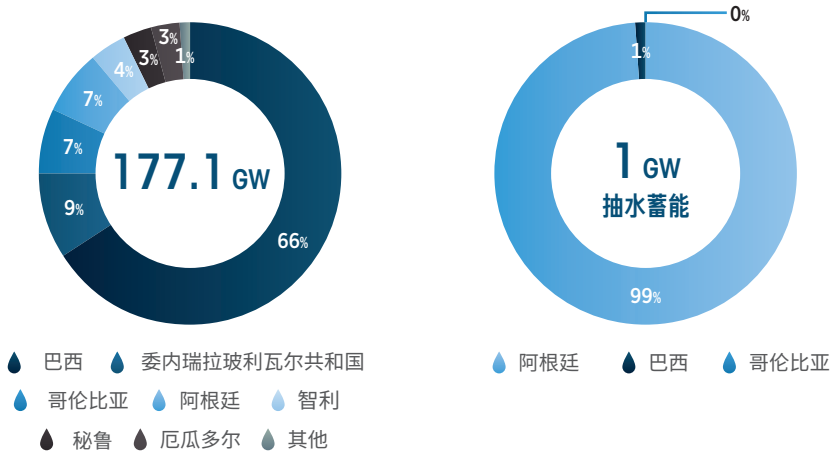 0%
3%
1%
3%
4%
7%
7%
9%
66%
177.1 GW
1%
1 GW
抽水蓄能
99%
巴西 委内瑞拉玻利瓦尔共和国
哥伦比亚 阿根廷 智利
秘鲁 厄瓜多尔 其他
阿根廷 巴西 哥伦比亚